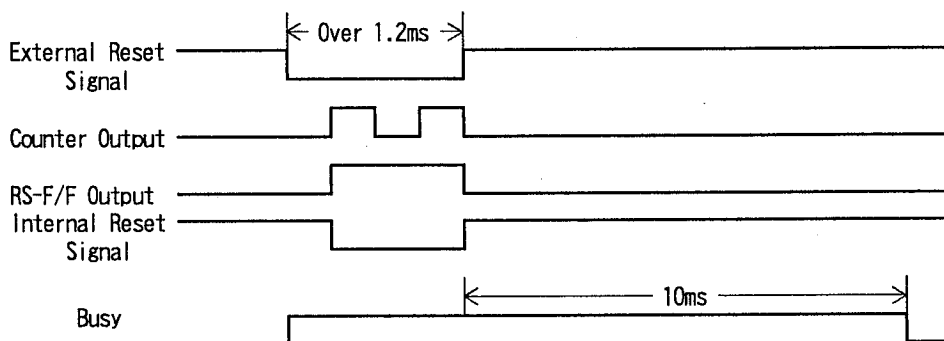 Over 1.2ms
External Reset
Signal
Counter Output
RS-F/F Output
Internal Reset
Signal
10ms
Busy